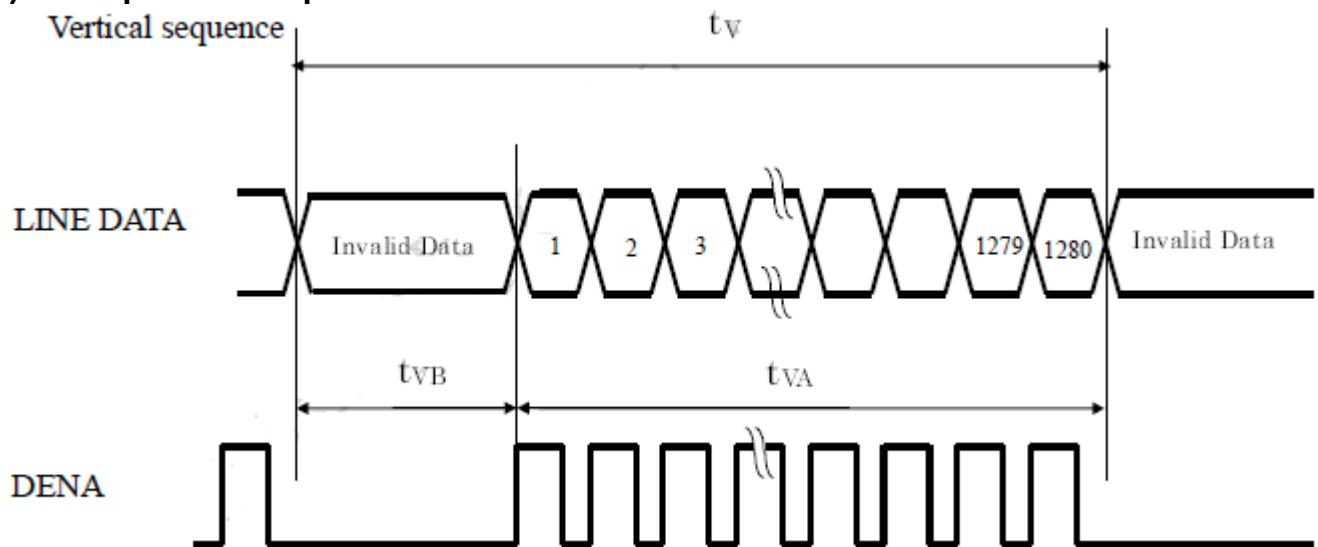 Vertical sequence
tV
LINE DATA
Invalid Data
1
2
3
1279
1280
Invalid Data
tVB
tVA
DENA